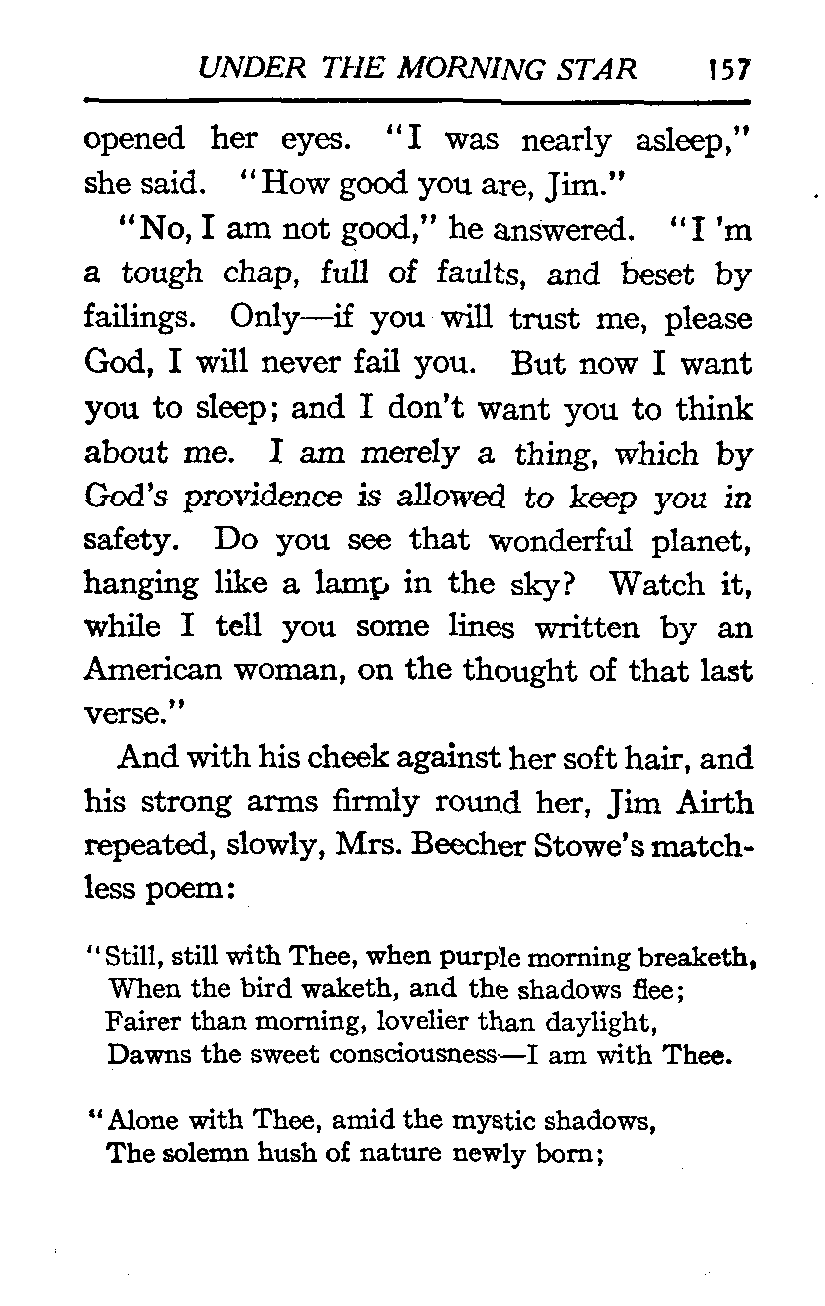 UNDER THE MORNING STAR 157
opened her eyes. "I was nearly asleep,"
she said. "How good you are, Jim."
"No, I am not good," he answered. "I 'm
a tough chap, full of faults, and beset by
failings. Only—if you will trust me, please
God, I will never fail you. But now I want
you to sleep; and I don't want you to think
about me. I am merely a thing, which by
God's providence is allowed to keep you in
safety. Do you see that wonderful planet,
hanging like a lamp in the sky? Watch it,
while I tell you some lines written by an
American woman, on the thought of that last
verse."
And with his cheek against her soft hair, and
his strong arms firmly round her, Jim Airth
repeated, slowly, Mrs. Beecher Stowe's match-
less poem:
"Still, still with Thee, when purple morning breaketh,
When the bird waketh, and the shadows flee;
Fairer than morning, lovelier than daylight,
Dawns the sweet consciousness—I am with Thee.
"Alone with Thee, amid the mystic shadows,
The solemn hush of nature newly born;